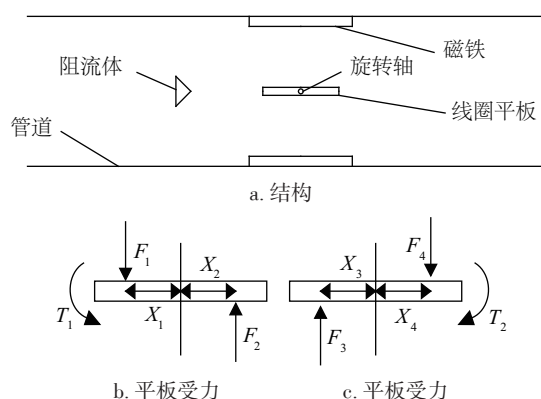 磁铁
旋转轴
阻流体
线圈平板
管道
a. 结构
F₁
X₂
X₁
T₁
F₂
F₄
X₃
X₄
F₃
T₂
b. 平板受力
c. 平板受力